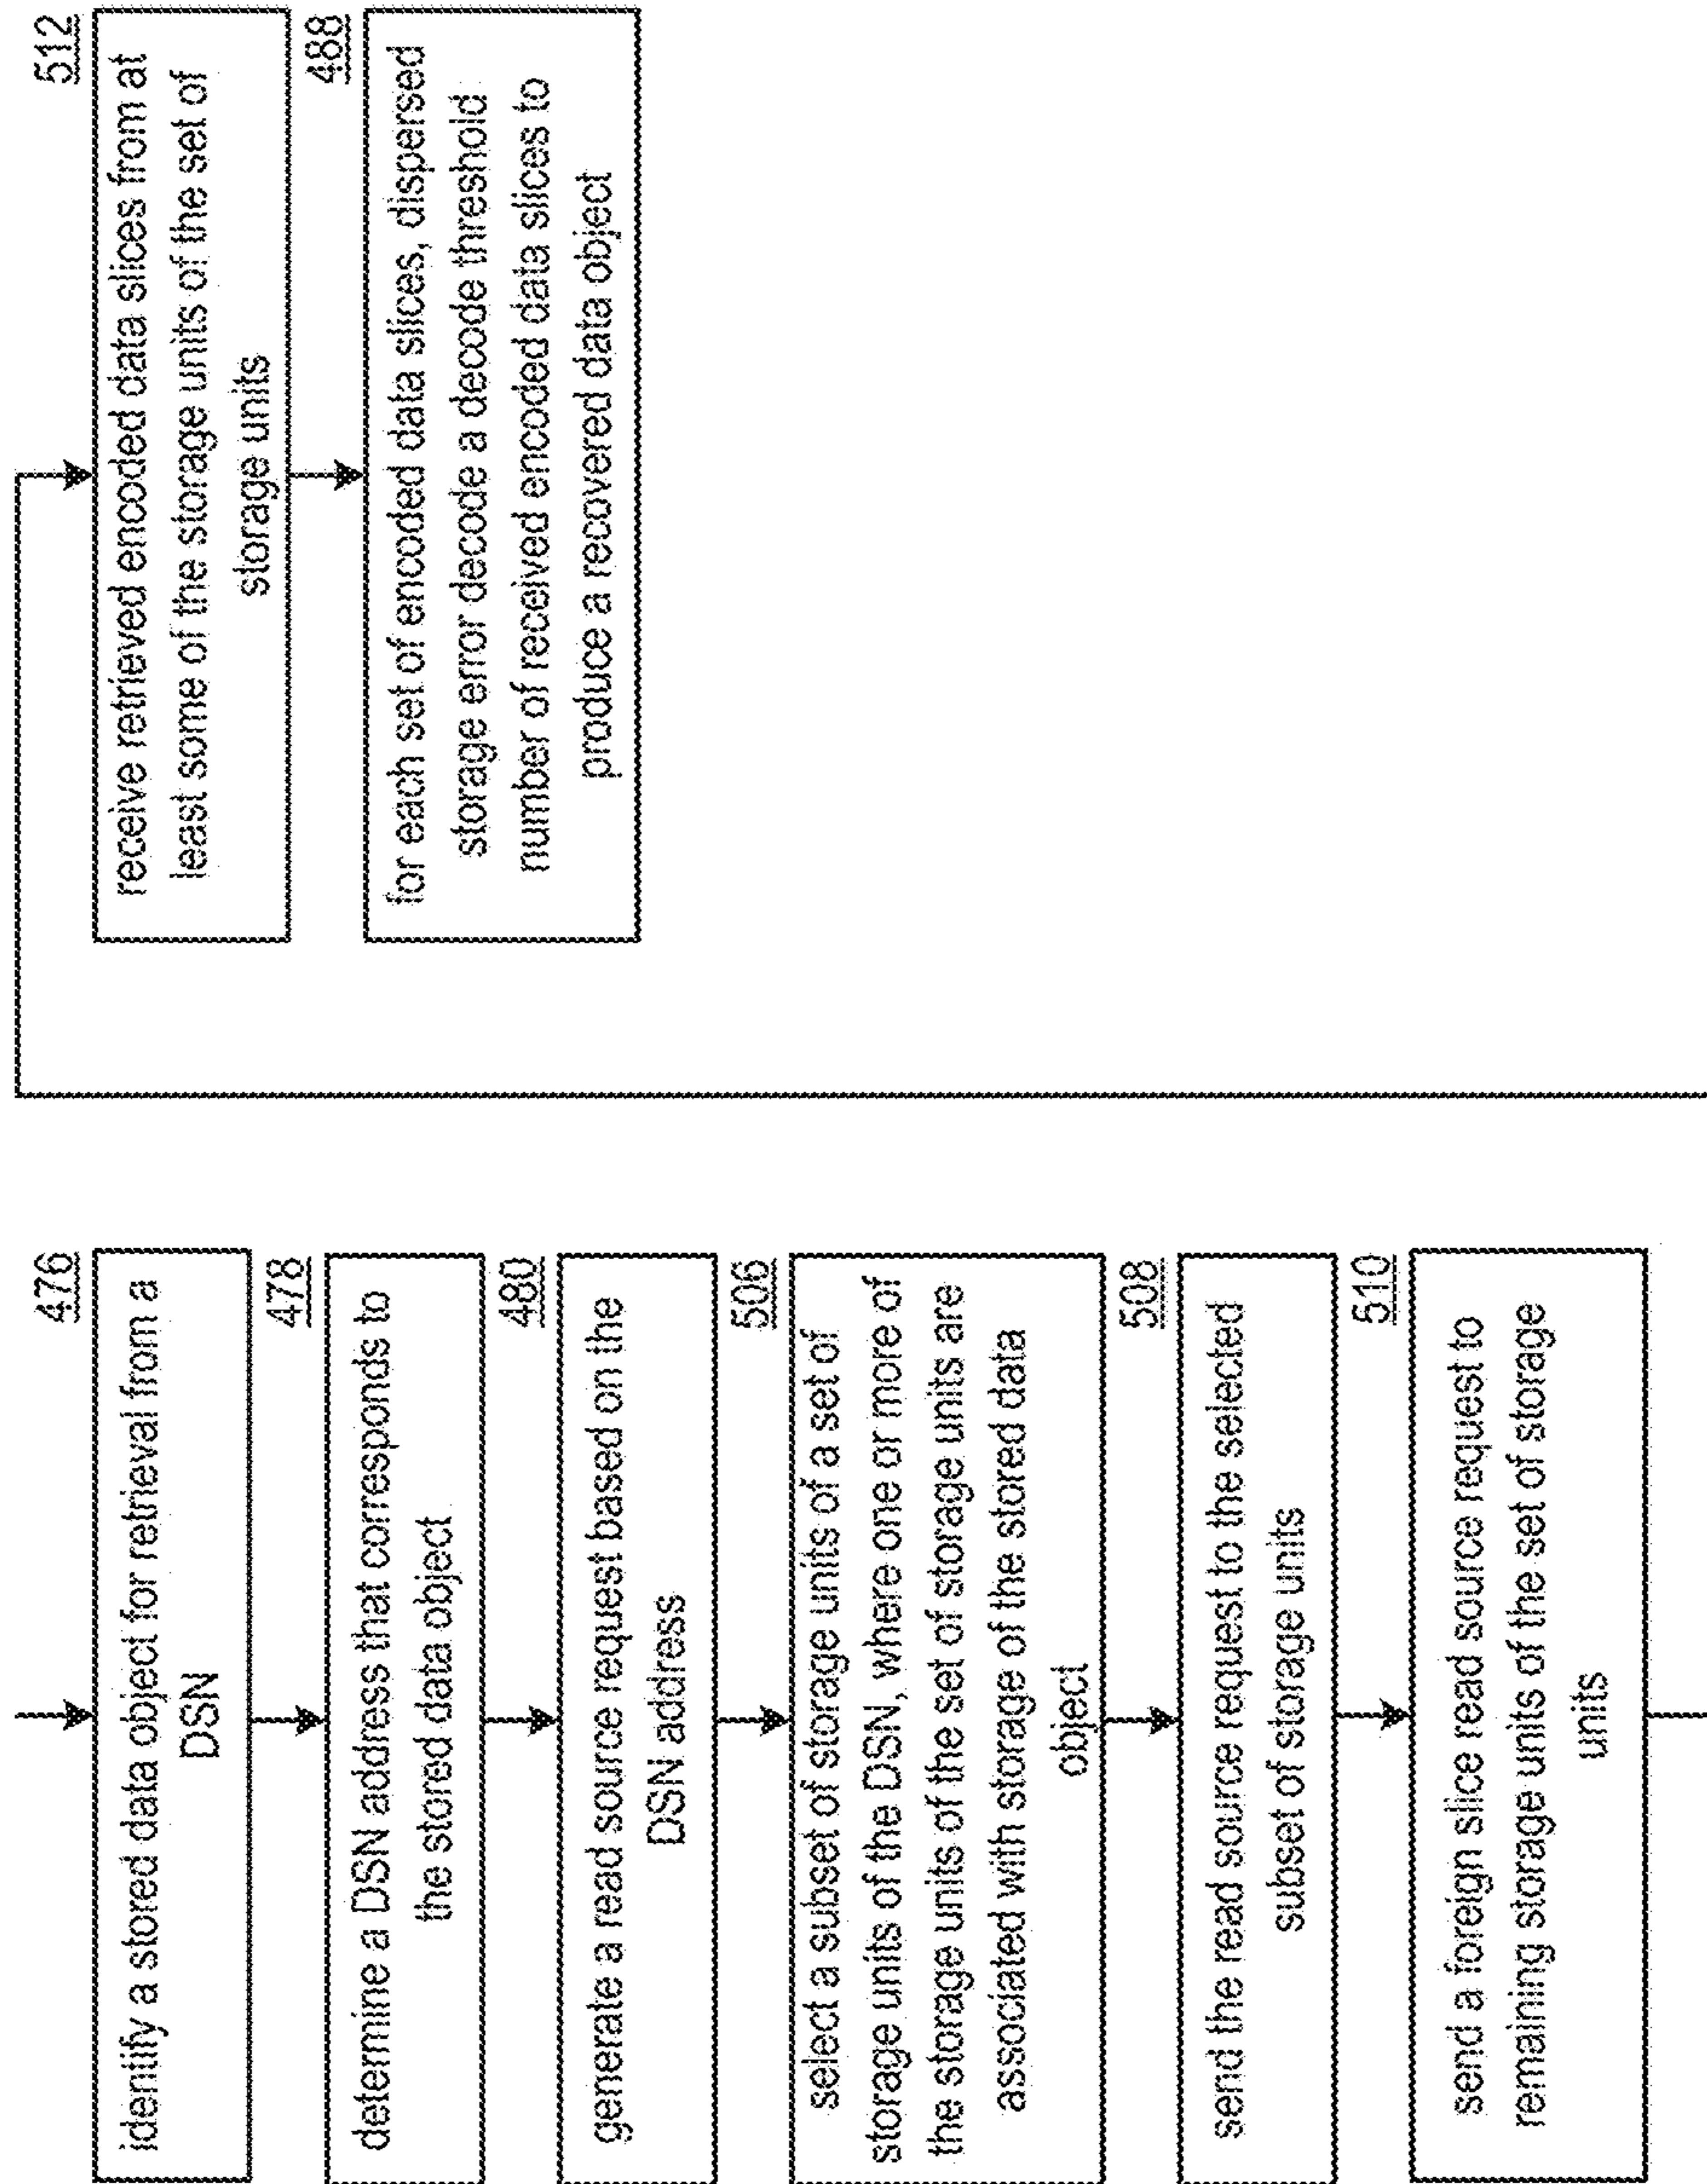 476
identify a stored data object for retrieval from a
DSN
478
determine a DSN address that corresponds to
the stored data object
480
generate a read source request based on the
DSN address
506
select a subset of storage units of a set of
storage units of the DSN, where one or more of
the storage units of the set of storage units are
associated with storage of the stored data
object
508
send the read source request to the selected
subset of storage units
510
send a foreign slice read source request to
remaining storage units of the set of storage
units
512
receive retrieved encoded data slices from at
least some of the storage units of the set of
storage units
488
for each set of encoded data slices, dispersed
storage error decode a decode threshold
number of received encoded data slices to
produce a recovered data object